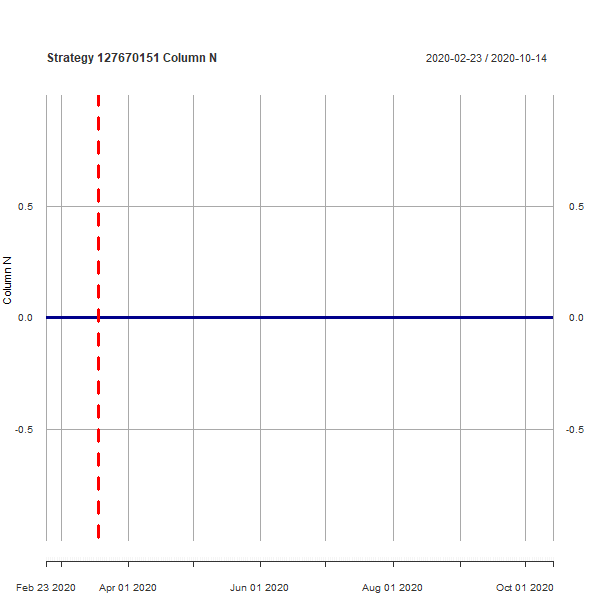 Strategy 127670151 Column N
2020-02-23 / 2020-10-14
0.5
0.5
Column N
0.0
0.0
-0.5
-0.5
Feb 23 2020
Apr 01 2020
Jun 01 2020
Aug 01 2020
Oct 01 2020